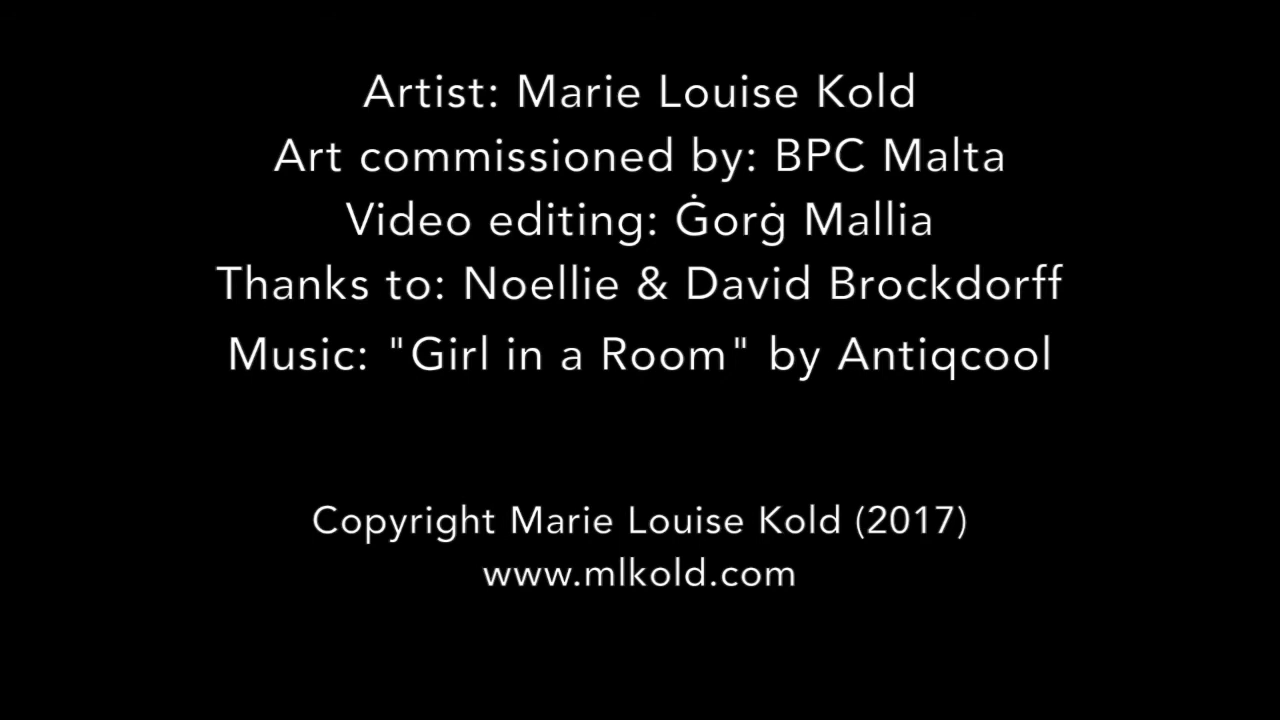 Artist: Marie Louise Kold
Art commissioned by: BPC Malta
Video editing: Ġorġ Mallia
Thanks to: Noellie & David Brockdorff
Music: "Girl in a Room" by Antiqcool
Copyright Marie Louise Kold (2017)
www.mlkold.com